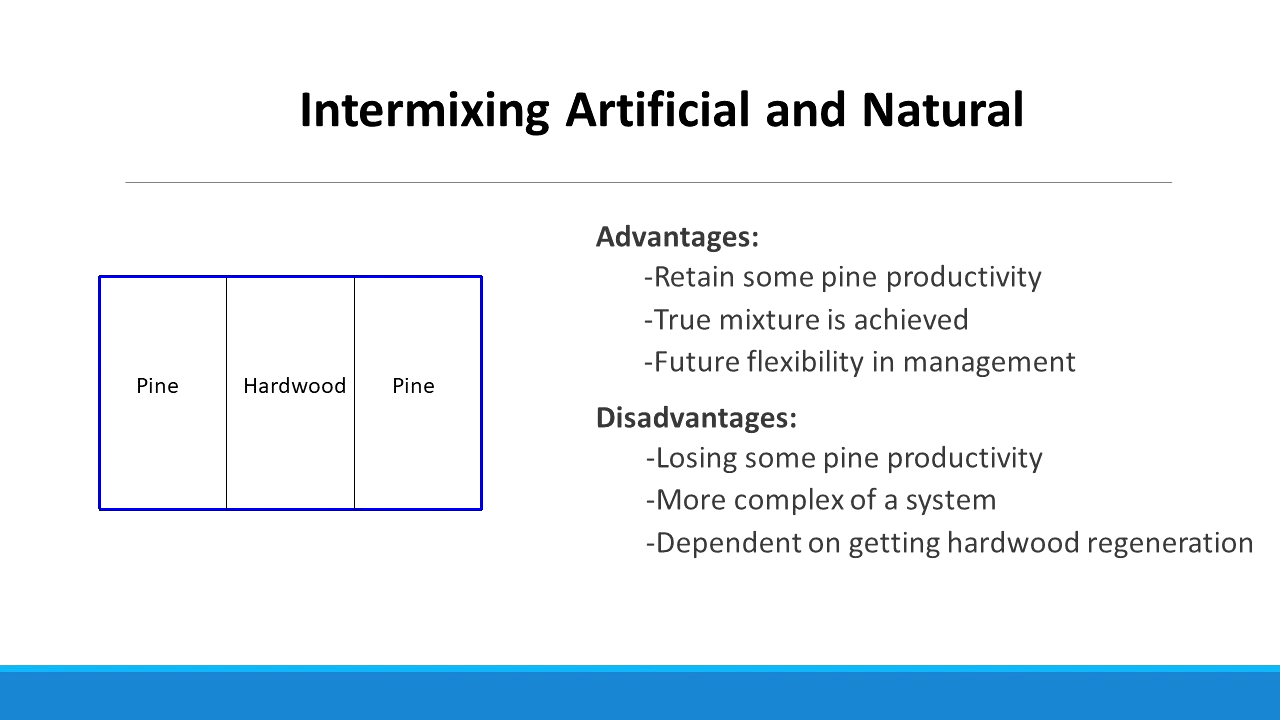 Intermixing Artificial and Natural
Pine
Hardwood
Pine
Advantages:
-Retain some pine productivity
-True mixture is achieved
-Future flexibility in management
Disadvantages:
-Losing some pine productivity
-More complex of a system
-Dependent on getting hardwood regeneration